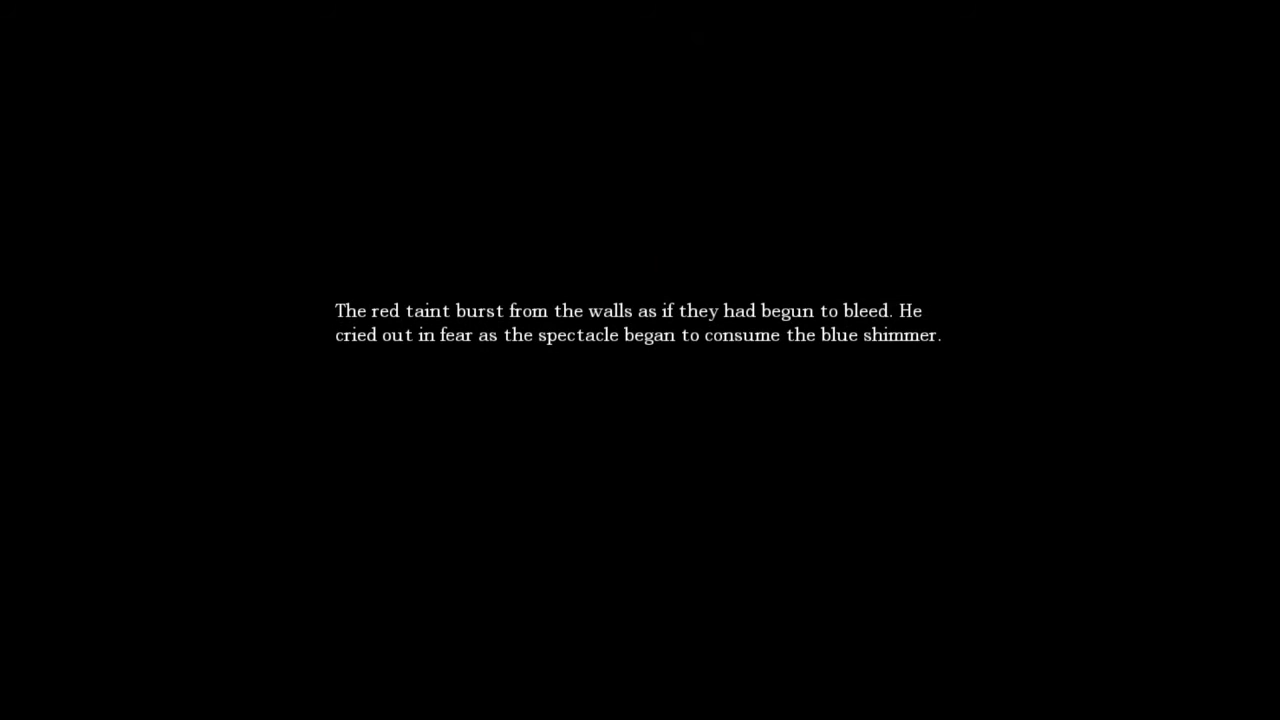 The red taint burst from the walls as if they had begun to bleed. He
cried out in fear as the spectacle began to consume the blue shimmer.